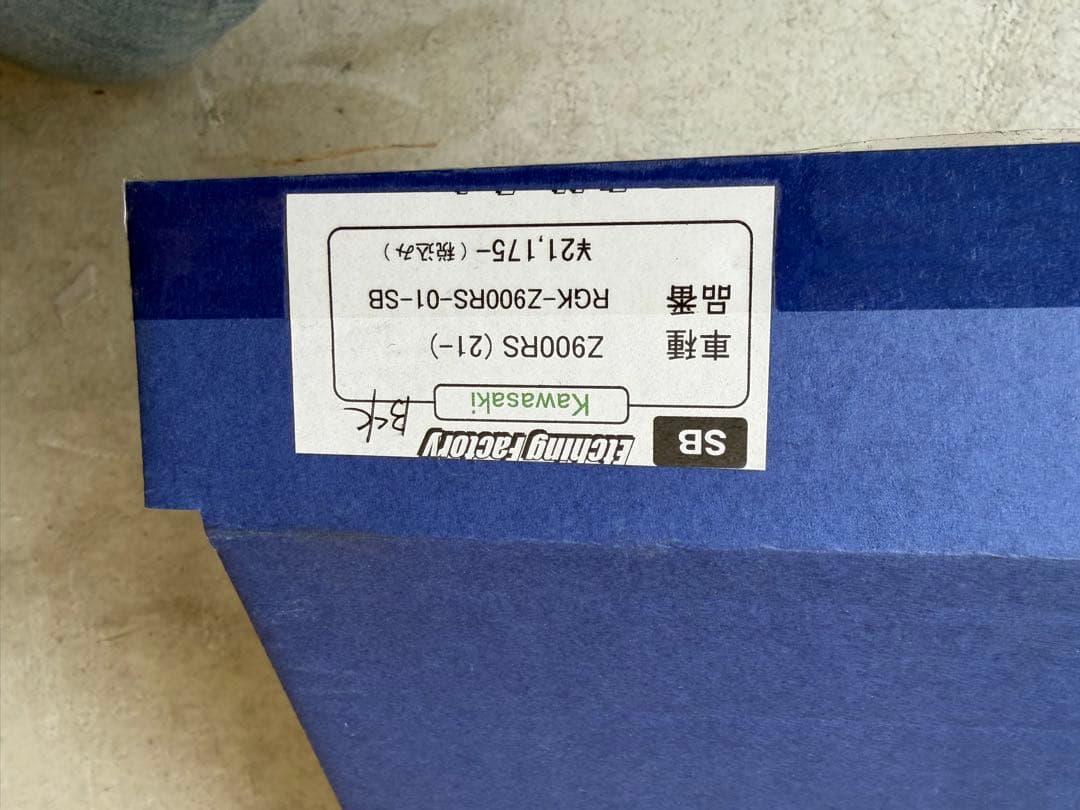 SB Etching Factory BK
Kawasaki
車種 Z900RS (21-)
品番 RGK-Z900RS-01-SB
¥21,175-(税込み)